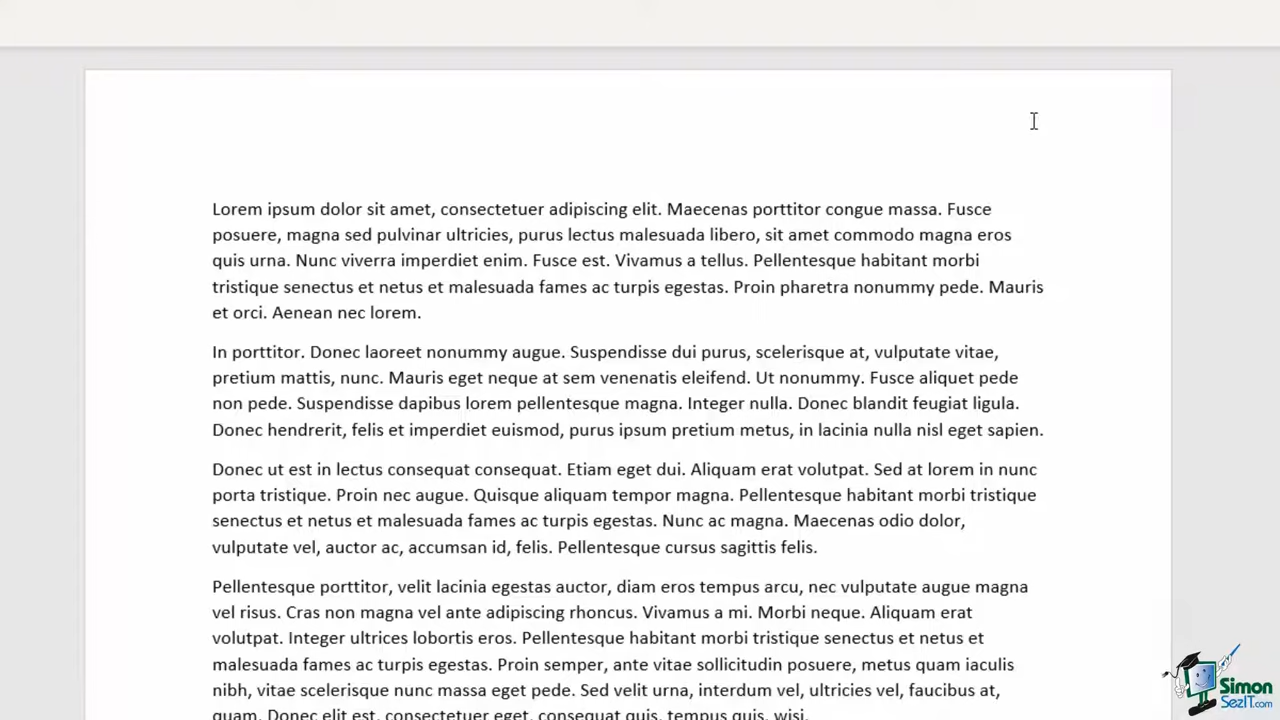 Lorem ipsum dolor sit amet, consectetuer adipiscing elit. Maecenas porttitor congue massa. Fusce
posuere, magna sed pulvinar ultricies, purus lectus malesuada libero, sit amet commodo magna eros
quis urna. Nunc viverra imperdiet enim. Fusce est. Vivamus a tellus. Pellentesque habitant morbi
tristique senectus et netus et malesuada fames ac turpis egestas. Proin pharetra nonummy pede. Mauris
et orci. Aenean nec lorem.
In porttitor. Donec laoreet nonummy augue. Suspendisse dui purus, scelerisque at, vulputate vitae,
pretium mattis, nunc. Mauris eget neque at sem venenatis eleifend. Ut nonummy. Fusce aliquet pede
non pede. Suspendisse dapibus lorem pellentesque magna. Integer nulla. Donec blandit feugiat ligula.
Donec hendrerit, felis et imperdiet euismod, purus ipsum pretium metus, in lacinia nulla nisl eget sapien.
Donec ut est in lectus consequat consequat. Etiam eget dui. Aliquam erat volutpat. Sed at lorem in nunc
porta tristique. Proin nec augue. Quisque aliquam tempor magna. Pellentesque habitant morbi tristique
senectus et netus et malesuada fames ac turpis egestas. Nunc ac magna. Maecenas odio dolor,
vulputate vel, auctor ac, accumsan id, felis. Pellentesque cursus sagittis felis.
Pellentesque porttitor, velit lacinia egestas auctor, diam eros tempus arcu, nec vulputate augue magna
vel risus. Cras non magna vel ante adipiscing rhoncus. Vivamus a mi. Morbi neque. Aliquam erat
volutpat. Integer ultrices lobortis eros. Pellentesque habitant morbi tristique senectus et netus et
malesuada fames ac turpis egestas. Proin semper, ante vitae sollicitudin posuere, metus quam iaculis
nibh, vitae scelerisque nunc massa eget pede. Sed velit urna, interdum vel, ultricies vel, faucibus at,
quam. Donec elit est, consectetuer eget, consequat quis, tempus quis, wisi.
Simon
SezIT.com